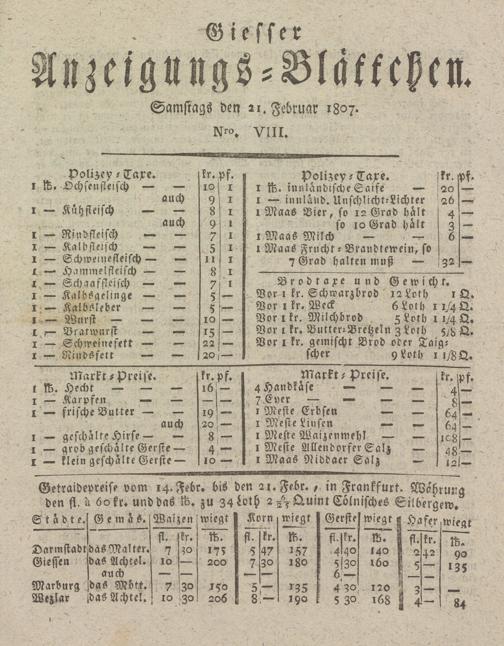 Giesser
Anzeigungs-Blättchen.
Samstags den 21. Februar 1807.
Nro. VIII.
Polizey-Taxe. kr. pf.
1 ℔. Ochsenfleisch — — 10 1
auch 9 1
1 — Kühfleisch — — 8 1
auch 9 1
1 — Rindfleisch — — 7 1
1 — Kalbfleisch — — 5 1
1 — Schweinefleisch — 11 1
1 — Hammelfleisch — 8 1
1 — Schaaffleisch — 7 1
1 — Kalbsgelinge — 5 —
1 — Kalbsleber — 5 —
1 — Wurst — — 10 —
1 — Bratwurst — 15 —
1 — Schweinefett — 22 —
1 — Rindsfett — 20 —
Polizey-Taxe. kr. pf.
1 ℔. innländische Saife — 20 —
1 — innländ. Unschlicht-Lichter 26 —
1 Maas Bier, so 12 Grad hält 4 —
so 10 Grad hält 3 —
1 Maas Milch — — 6 —
1 Maas Frucht-Brandtewein, so
7 Grad halten muß — 32 —
Brodtaxe und Gewicht.
Vor 1 kr. Schwarzbrod 12 Loth 1 Q.
Vor 1 kr. Weck 6 Loth 1 1/4 Q.
Vor 1 kr. Milchbrod 5 Loth 1 1/4 Q.
Vor 1 kr. Butter-Bretzeln 3 Loth 5/8 Q.
Vor 1 kr. gemischt Brod oder Taig-
scher 9 Loth 1 1/8 Q.
Markt-Preise. kr. pf.
1 ℔. Hecht — — 16 —
1 — Karpfen — —
1 — frische Butter — 19 —
auch 20 —
1 — geschälte Hirse — 8 —
1 — grob geschälte Gerste — 4 —
1 — klein geschälte Gerste — 10 —
Markt-Preise. kr. pf.
4 Handkäse — — 4 —
7 Eyer — — 8 —
1 Meste Erbsen — 64 —
1 Meste Linsen — 64 —
1 Meste Waizenmehl — 108 —
1 Meste Allendorfer Salz — 48 —
1 Maas Niddaer Salz — 12 —
Getraidepreise vom 14. Febr. bis den 21. Febr., in Frankfurt. Währung
den fl. à 60 kr. und das ℔. zu 34 Loth 2 Quint Cölnisches Silbergew.
Städte. Gemäs. Waizen wiegt Korn wiegt Gerste wiegt Hafer wiegt
fl. kr. ℔. fl. kr. ℔. fl. kr. ℔. fl. kr. ℔.
Darmstadt das Malter. 7 30 175 5 47 157 4 40 140 2 42 90
Giessen das Achtel. 10 — 200 7 30 180 5 30 160 5 — 135
auch — — — — 6 — — —
Marburg das Mött. 7 30 150 5 — 135 4 30 120 3 — —
Wezlar das Achtel. 10 30 206 8 — 190 5 30 168 4 — 84